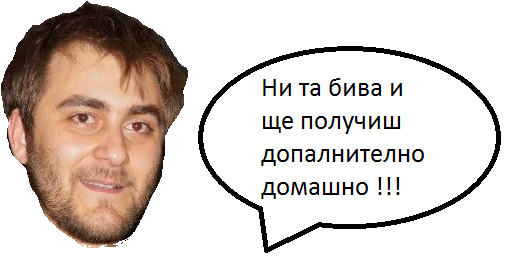 Ни та бива и
ще получиш
допалнително
домашно !!!